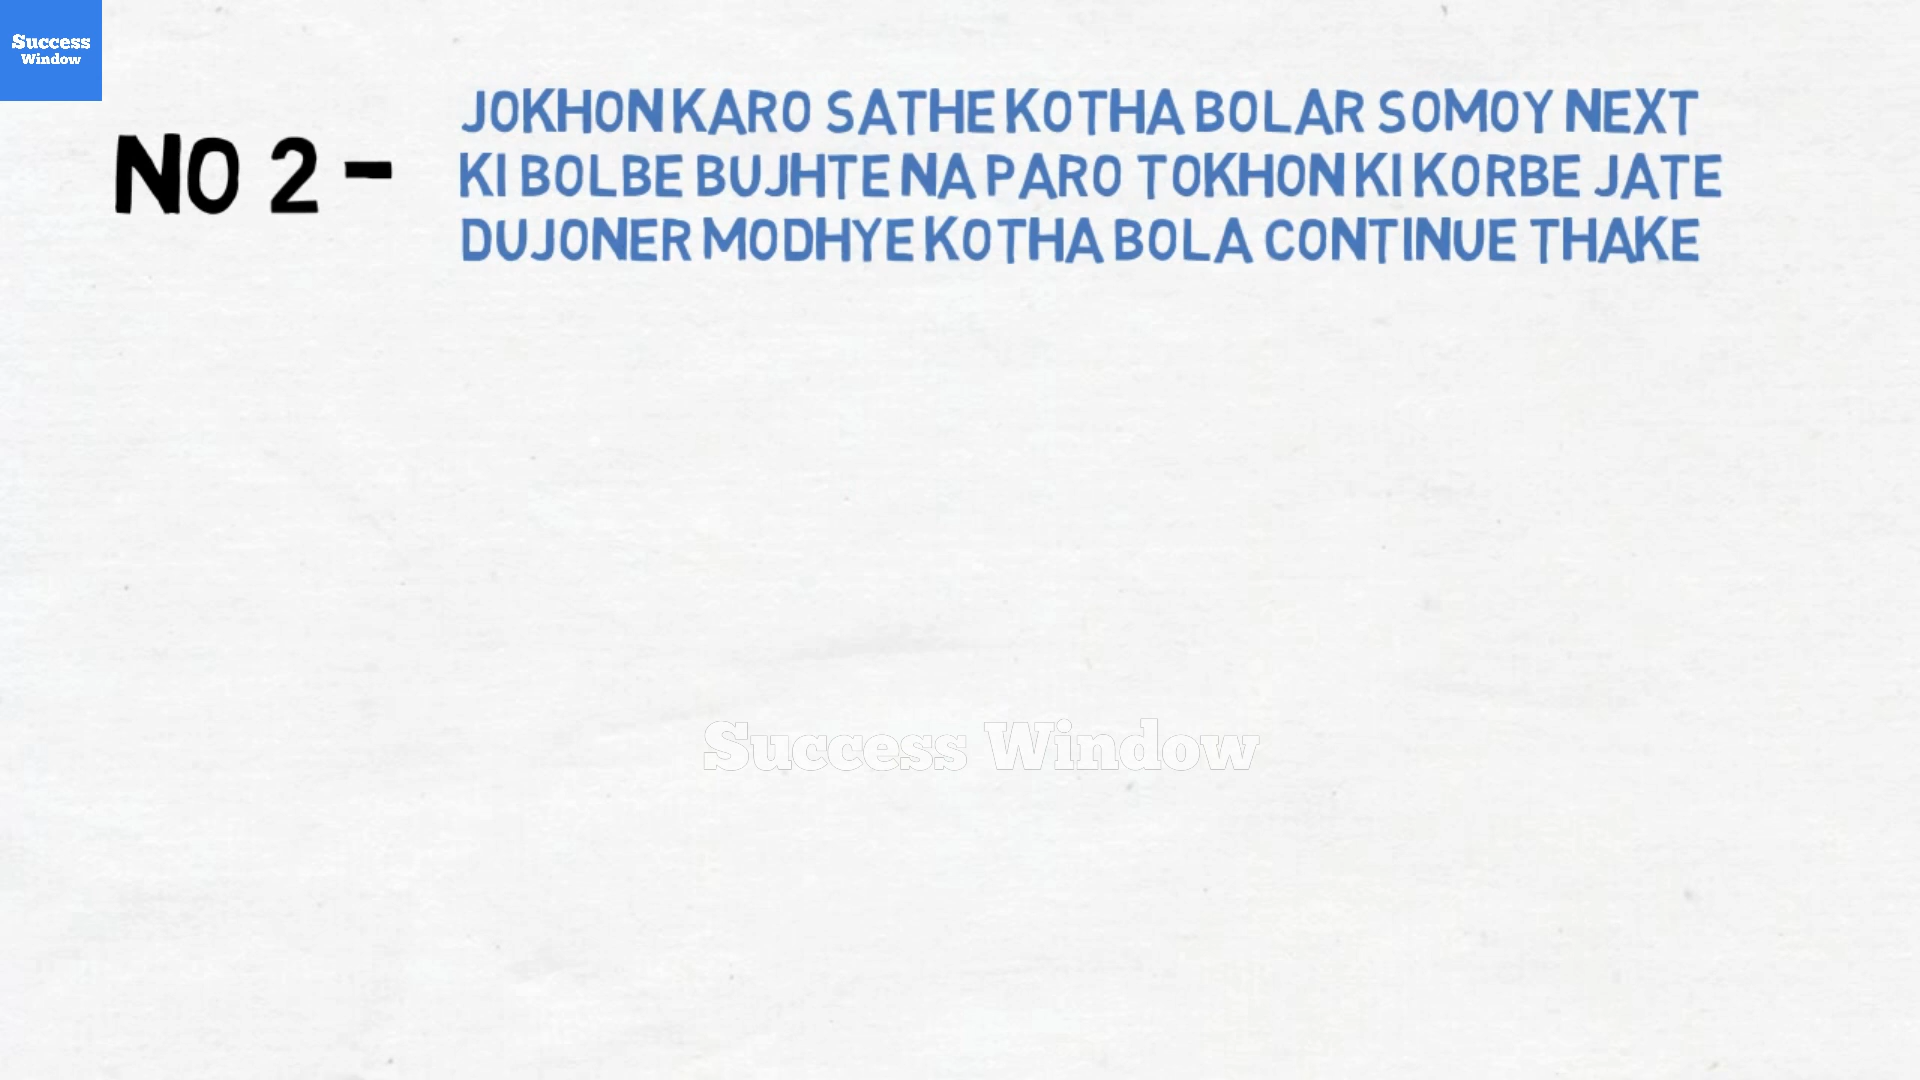 Success
Window
NO 2 -
JOKHON KARO SATHE KOTHA BOLAR SOMOY NEXT
KI BOLBE BUJHTE NA PARO TOKHON KI KORBE JATE
DUJONER MODHYE KOTHA BOLA CONTINUE THAKE
Success Window